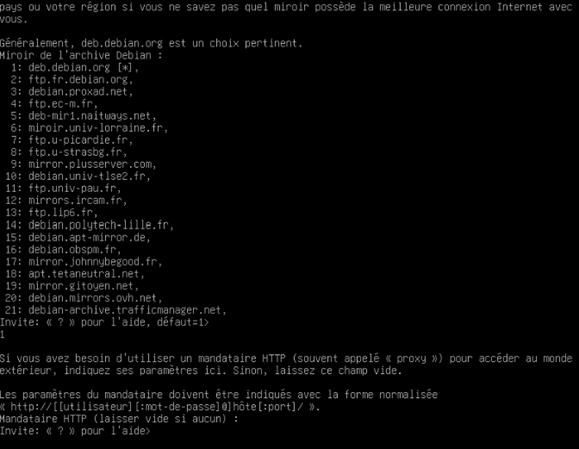 pays ou votre région si vous ne savez pas quel miroir possède la meilleure connexion Internet avec
vous.
Généralement, deb.debian.org est un choix pertinent.
Miroir de l'archive Debian :
1: deb.debian.org [*],
2: ftp.fr.debian.org,
3: debian.proxad.net,
4: ftp.ec-m.fr,
5: deb-mir1.naitways.net,
6: miroir.univ-lorraine.fr,
7: ftp.u-picardie.fr,
8: ftp.u-strasbg.fr,
9: mirror.plusserver.com,
10: debian.univ-tlse2.fr,
11: ftp.univ-pau.fr,
12: mirrors.ircam.fr,
13: ftp.lip6.fr,
14: debian.polytech-lille.fr,
15: debian.apt-mirror.de,
16: debian.obspm.fr,
17: mirror.johnnybegood.fr,
18: apt.tetaneutral.net,
19: mirror.gitoyen.net,
20: debian.mirrors.ovh.net,
21: debian-archive.trafficmanager.net,
Invite: « ? » pour l'aide, défaut=1>
1
Si vous avez besoin d'utiliser un mandataire HTTP (souvent appelé « proxy ») pour accéder au monde
extérieur, indiquez ses paramètres ici. Sinon, laissez ce champ vide.
Les paramètres du mandataire doivent être indiqués avec la forme normalisée
« http://[[utilisateur][:mot-de-passe]@]hôte[:port]/ ».
Mandataire HTTP (laisser vide si aucun) :
Invite: « ? » pour l'aide>